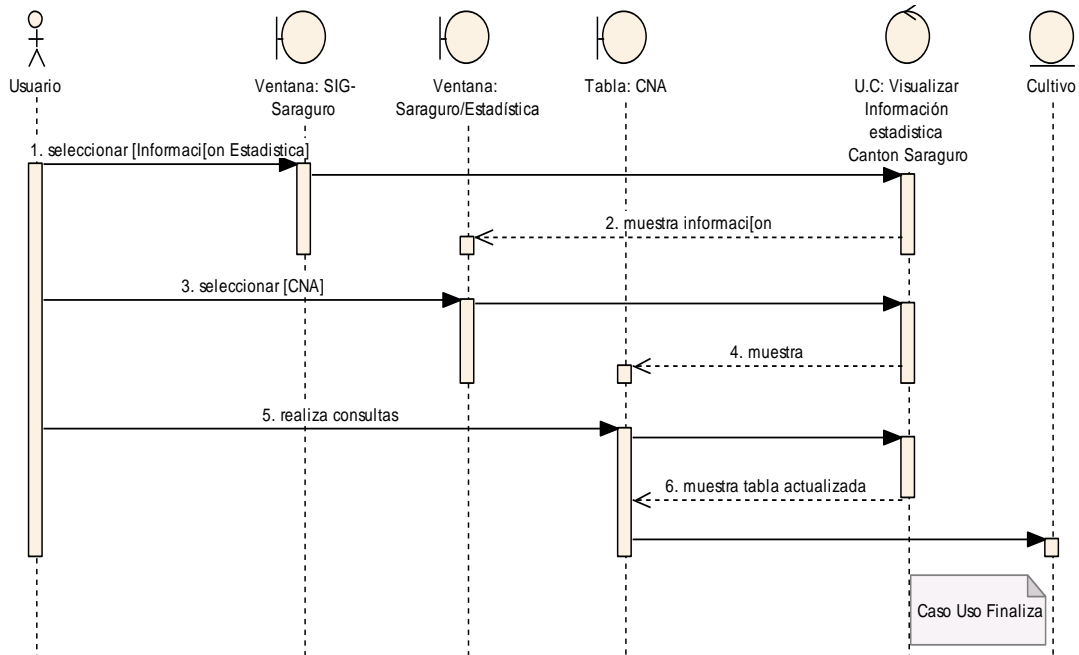 Usuario
Ventana: SIG-
Saraguro
Ventana:
Saraguro/Estadística
Tabla: CNA
U.C: Visualizar
Información
estadistica
Canton Saraguro
Cultivo
1. seleccionar [Informaci[on Estadistica]
2. muestra informaci[on
3. seleccionar [CNA]
4. muestra
5. realiza consultas
6. muestra tabla actualizada
Caso Uso Finaliza